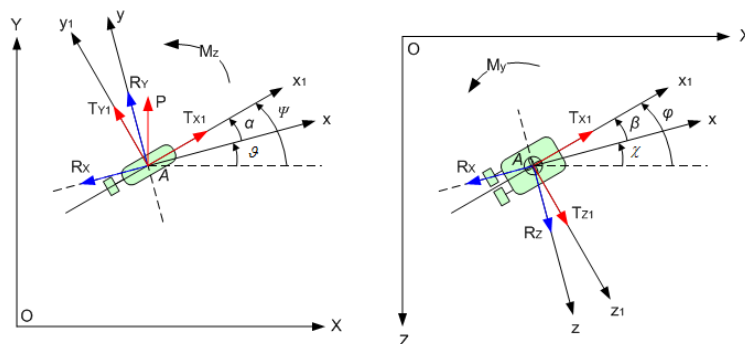 Y
y1
y
Mz
RY
P
TY1
TX1
x1
α
Ψ
x
RX
ϑ
A
O
X
O
X
My
x1
TX1
β
φ
x
A
χ
RX
RZ
TZ1
z
z1
Z